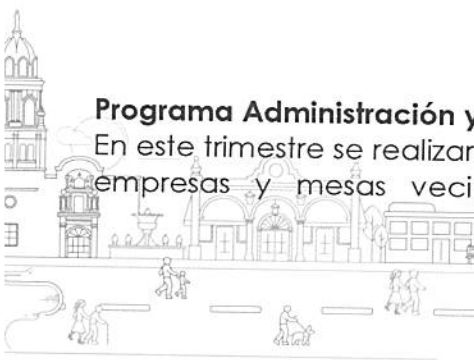 Programa Administración y
En este trimestre se realizar
empresas y mesas veci